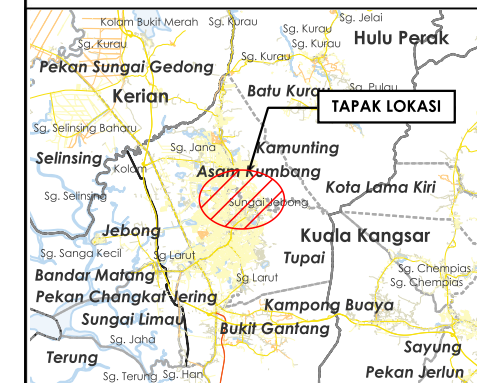 Kolam Bukit Merah
Sg. Kurau
Sg. Jelai
Sg. Kurau
Sg. Kurau
Hulu Perak
Sg. Kurau
Sg. Kurau
Pekan Sungai Gedong
Kerian
Batu Kurau
Sg. Pulau
TAPAK LOKASI
Sg. Selinsing Baharu
Sg. Jana
Kamunting
Selinsing
Kolam
Asam Kumbang
Kota Lama Kiri
Sg. Selinsing
Sungai Jebong
Jebong
Kuala Kangsar
Sg. Sanga Kecil
Sg Larut
Tupai
Bandar Matang
Sg Larut
Sg. Chempias
Sg. Chempias
Pekan Changkat Jering
Kampong Buaya
Sungai Limau
Bukit Gantang
Sg. Jaha
Sayung
Terung
Sg. Terung
Sg. Han
Pekan Jerlun